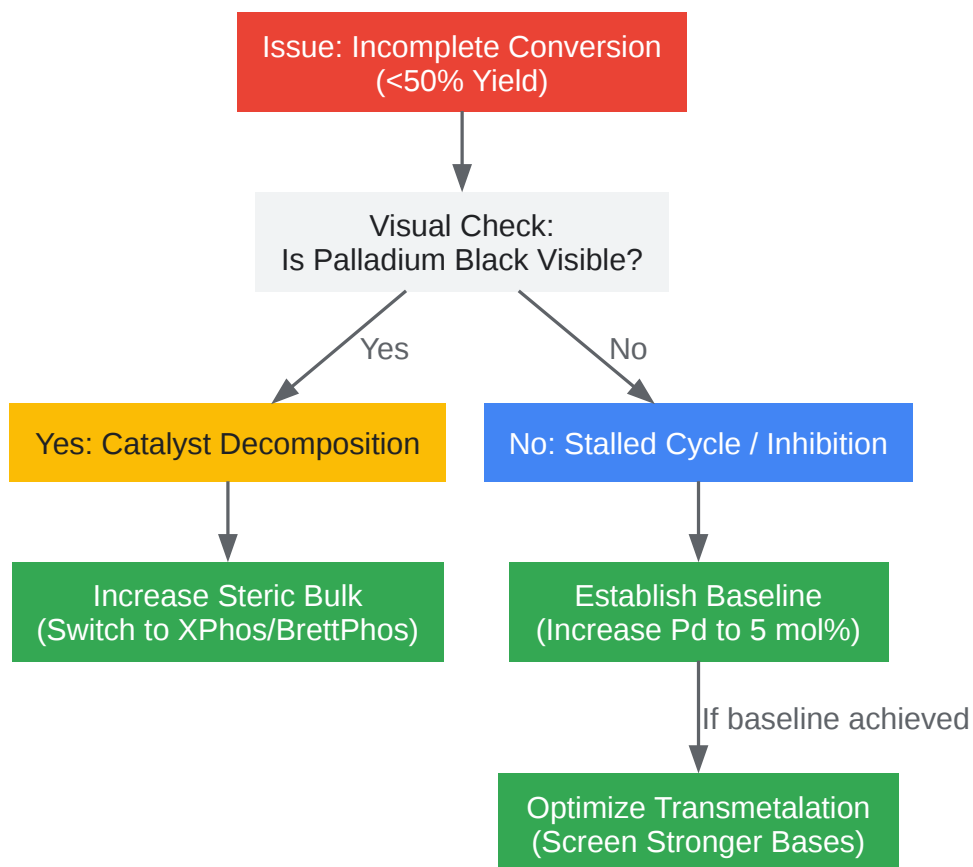 Issue: Incomplete Conversion
(<50% Yield)
Visual Check:
Is Palladium Black Visible?
Yes
No
Yes: Catalyst Decomposition
No: Stalled Cycle / Inhibition
Increase Steric Bulk
(Switch to XPhos/BrettPhos)
Establish Baseline
(Increase Pd to 5 mol%)
If baseline achieved
Optimize Transmetalation
(Screen Stronger Bases)